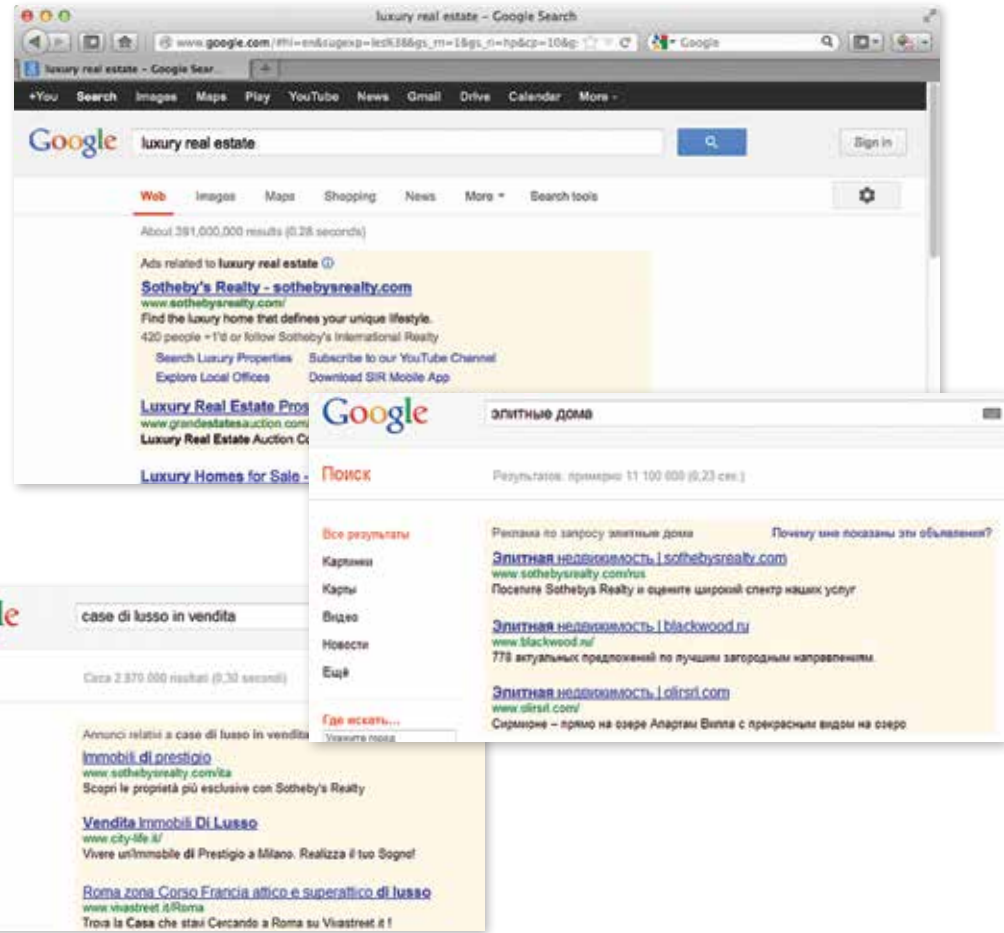 luxury real estate – Google Search
www.google.com
Google
luxury real estate – Google Sear...
+You Search Images Maps Play YouTube News Gmail Drive Calendar More
Google
luxury real estate
Sign in
Web Images Maps Shopping News More Search tools
About 391,000,000 results (0.28 seconds)
Ads related to luxury real estate
Sotheby's Realty - sothebysrealty.com
www.sothebysrealty.com/
Find the luxury home that defines your unique lifestyle.
420 people +1'd or follow Sotheby's International Realty
Search Luxury Properties Subscribe to our YouTube Channel
Explore Local Offices Download SIR Mobile App
Luxury Real Estate Pros
www.grandestatesauction.com
Luxury Real Estate Auction Co
Luxury Homes for Sale -
Google
элитные дома
Поиск
Результатов: примерно 11 100 000 (0,23 сек.)
Все результаты
Картинки
Карты
Видео
Новости
Ещё
Где искать...
Укажите город
Реклама по запросу элитные дома
Почему мне показаны эти объявления?
Элитная недвижимость | sothebysrealty.com
www.sothebysrealty.com/rus
Посетите Sothebys Realty и оцените широкий спектр наших услуг
Элитная недвижимость | blackwood.ru
www.blackwood.ru/
778 актуальных предложений по лучшим загородным направлениям.
Элитная недвижимость | olirsrl.com
www.olirsrl.com/
Сирмионе – прямо на озере Апартам Вилла с прекрасным видом на озеро
le
case di lusso in vendita
Circa 2.870.000 risultati (0,30 secondi)
Annunci relativi a case di lusso in vendita
Immobili di prestigio
www.sothebysrealty.com/ita
Scopri le proprietà più esclusive con Sotheby's Realty
Vendita Immobili Di Lusso
www.city-life.it/
Vivere un'Immobile di Prestigio a Milano. Realizza il tuo Sogno!
Roma zona Corso Francia attico e superattico di lusso
www.vivastreet.it/Roma
Trova la Casa che stavi Cercando a Roma su Vivastreet.it !